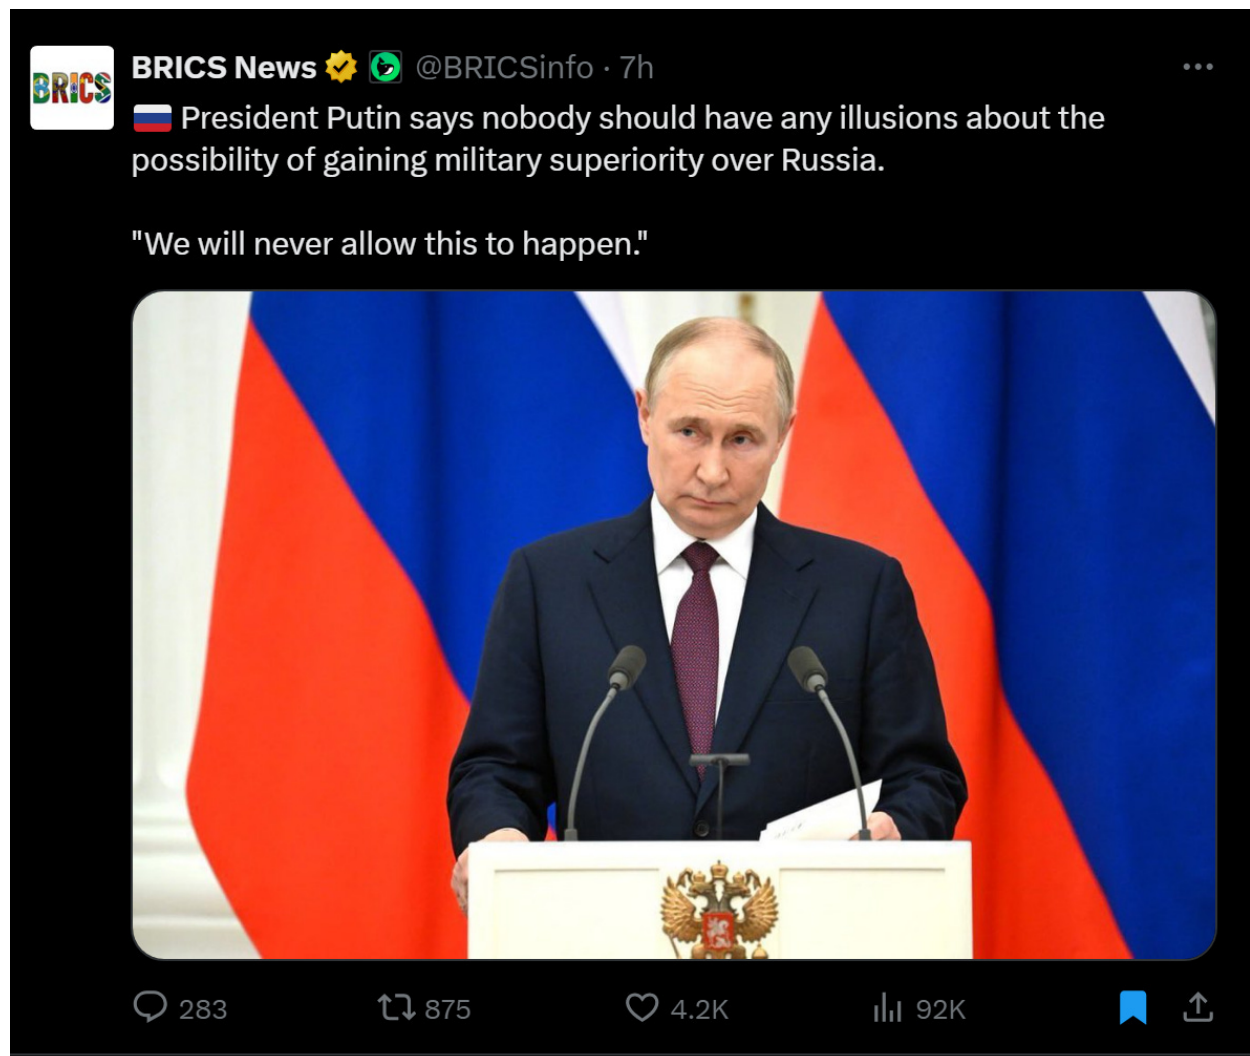 BRICS
BRICS News @BRICSinfo · 7h
President Putin says nobody should have any illusions about the
possibility of gaining military superiority over Russia.
"We will never allow this to happen."
283 875 4.2K 92K